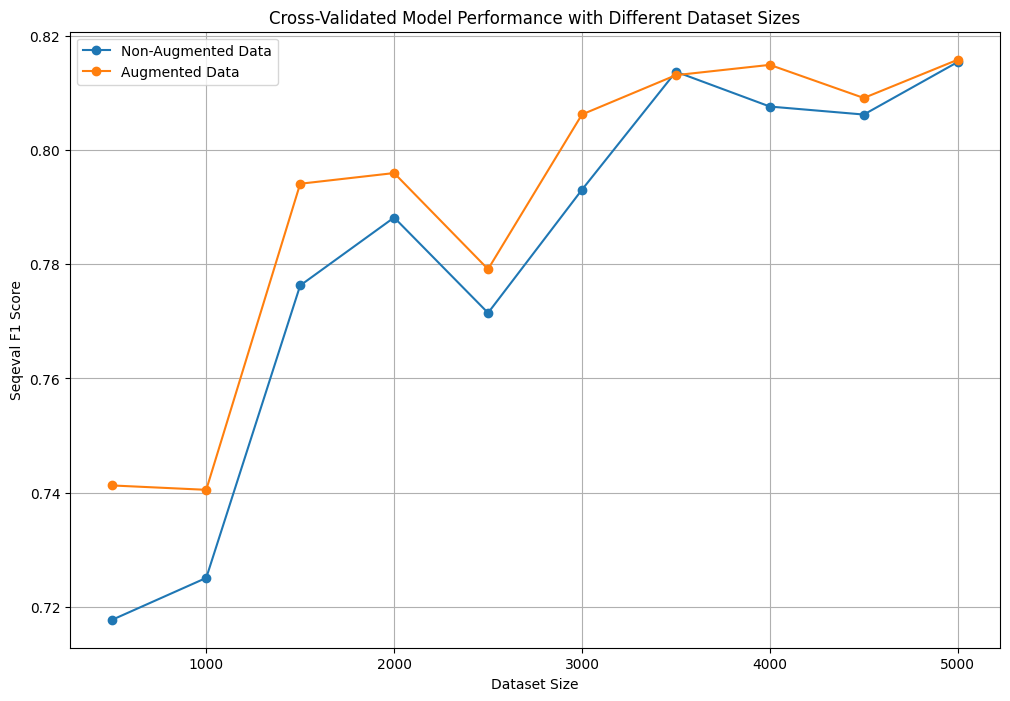 Cross-Validated Model Performance with Different Dataset Sizes
Non-Augmented Data
Augmented Data
Seqeval F1 Score
0.82
0.80
0.78
0.76
0.74
0.72
1000 2000 3000 4000 5000
Dataset Size